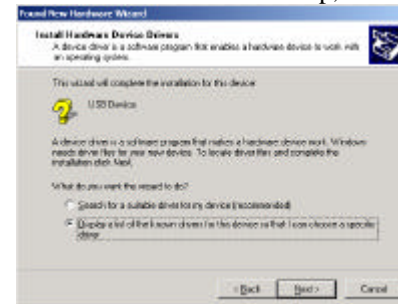 Found New Hardware Wizard
Install Hardware Device Drivers
A device driver is a software program that enables a hardware device to work with
an operating system.
This wizard will complete the installation for this device:
USB Device
A device driver is a software program that makes a hardware device work. Windows
needs driver files for your new device. To locate driver files and complete the
installation click Next.
What do you want the wizard to do?
Search for a suitable driver for my device (recommended)
Display a list of the known drivers for this device so that I can choose a specific
driver
< Back Next > Cancel